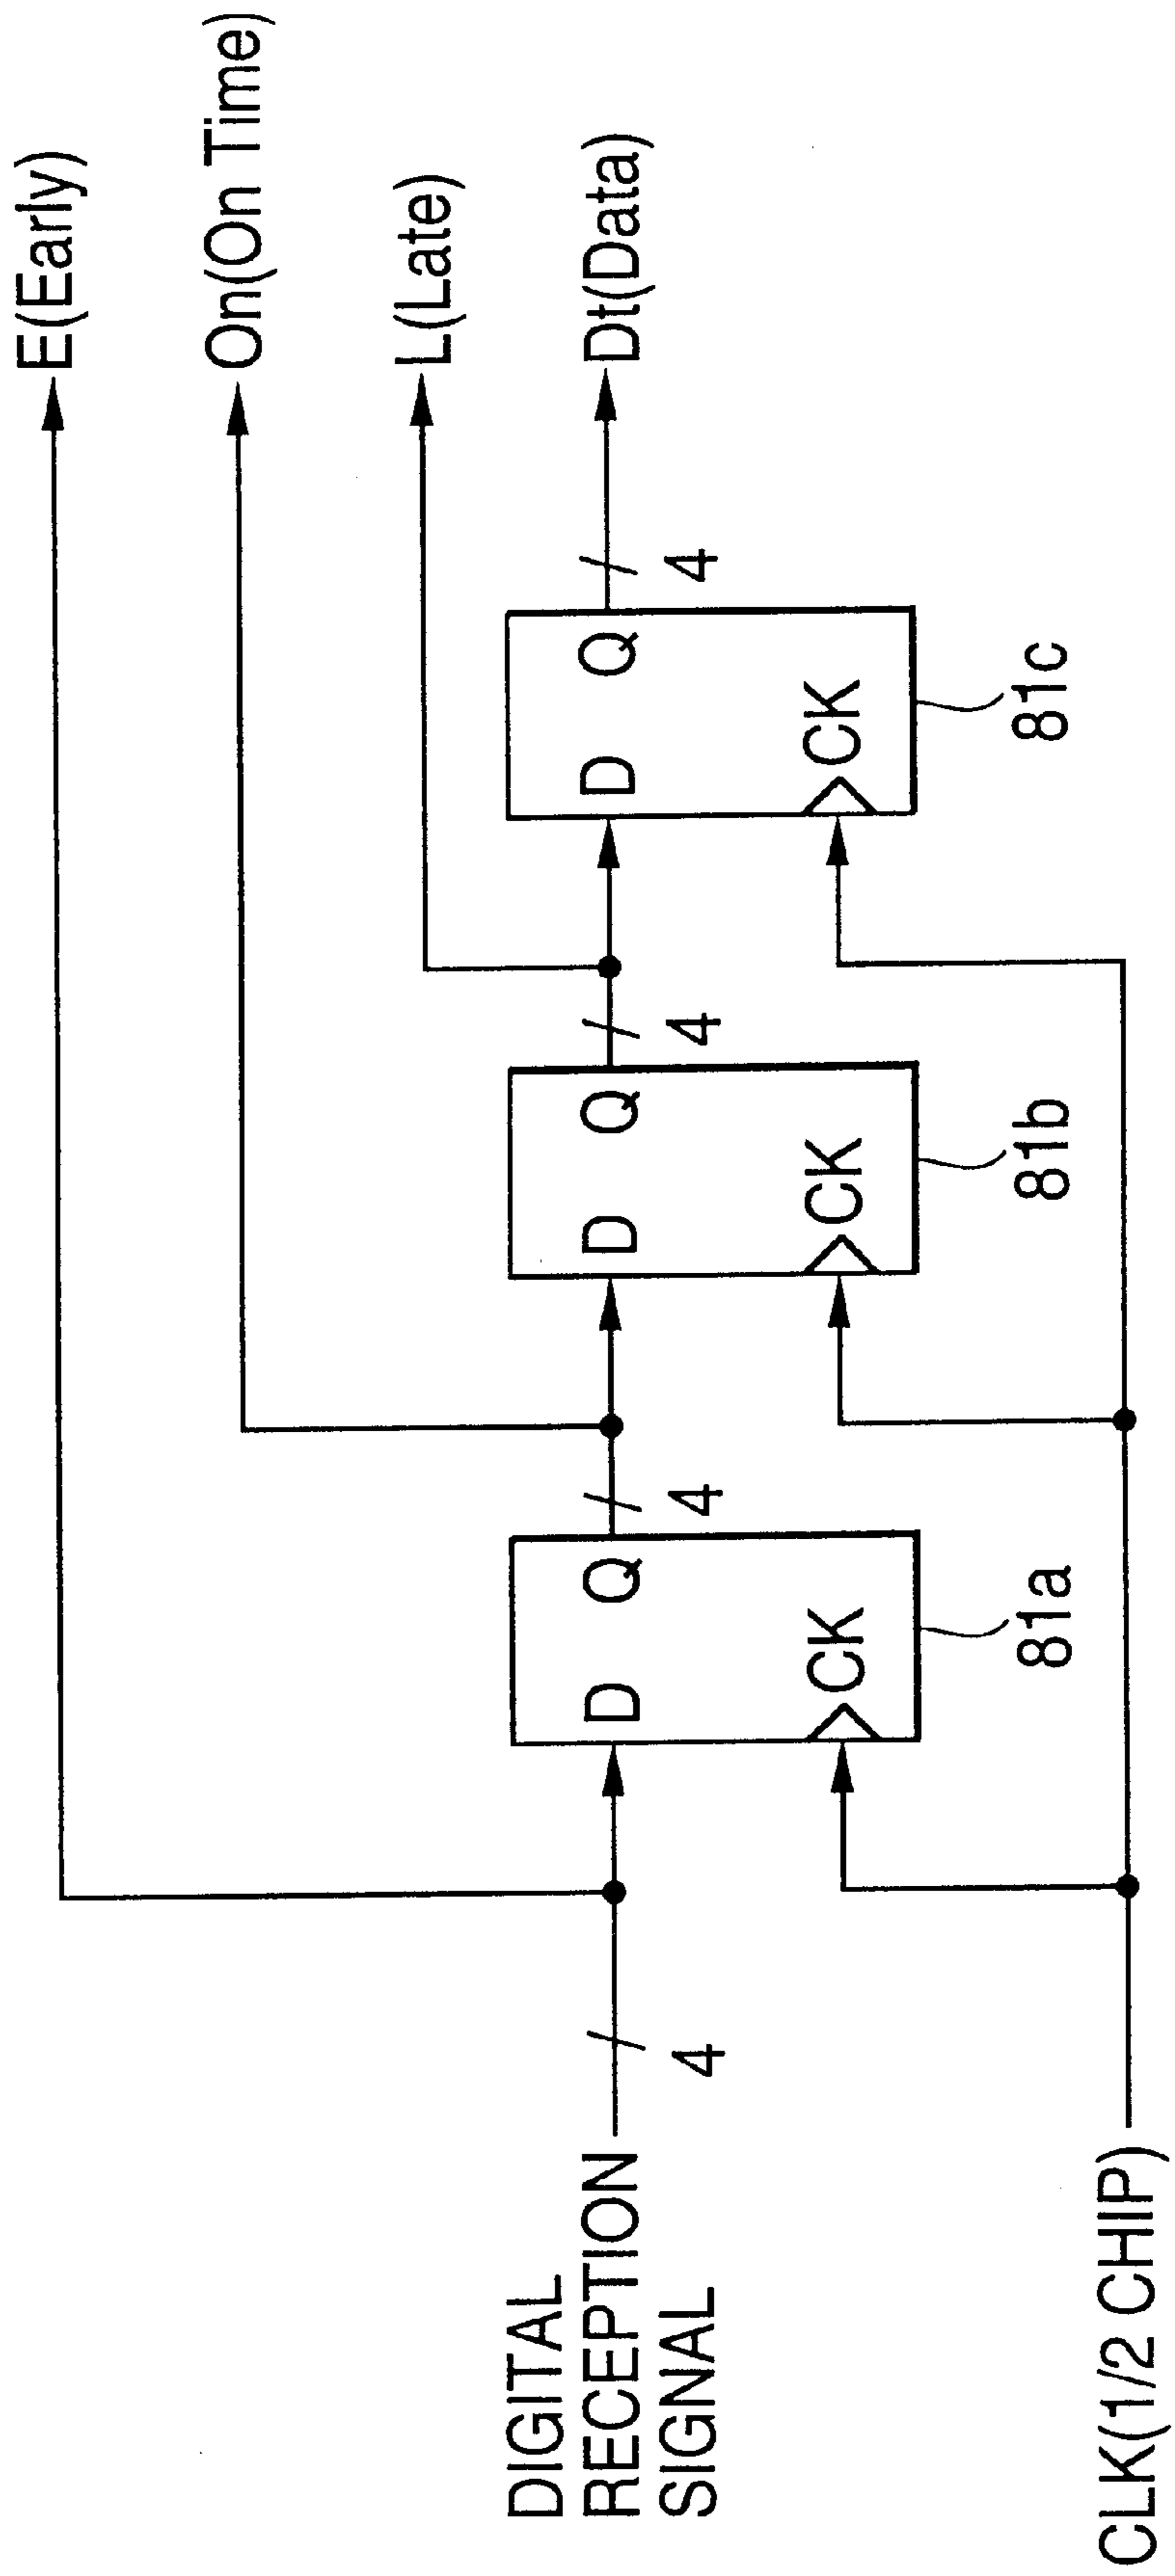 E(Early)
On(On Time)
L(Late)
Dt(Data)
DIGITAL
RECEPTION
SIGNAL
4
D
Q
CK
81a
4
D
Q
CK
81b
4
D
Q
CK
81c
4
CLK(1/2 CHIP)